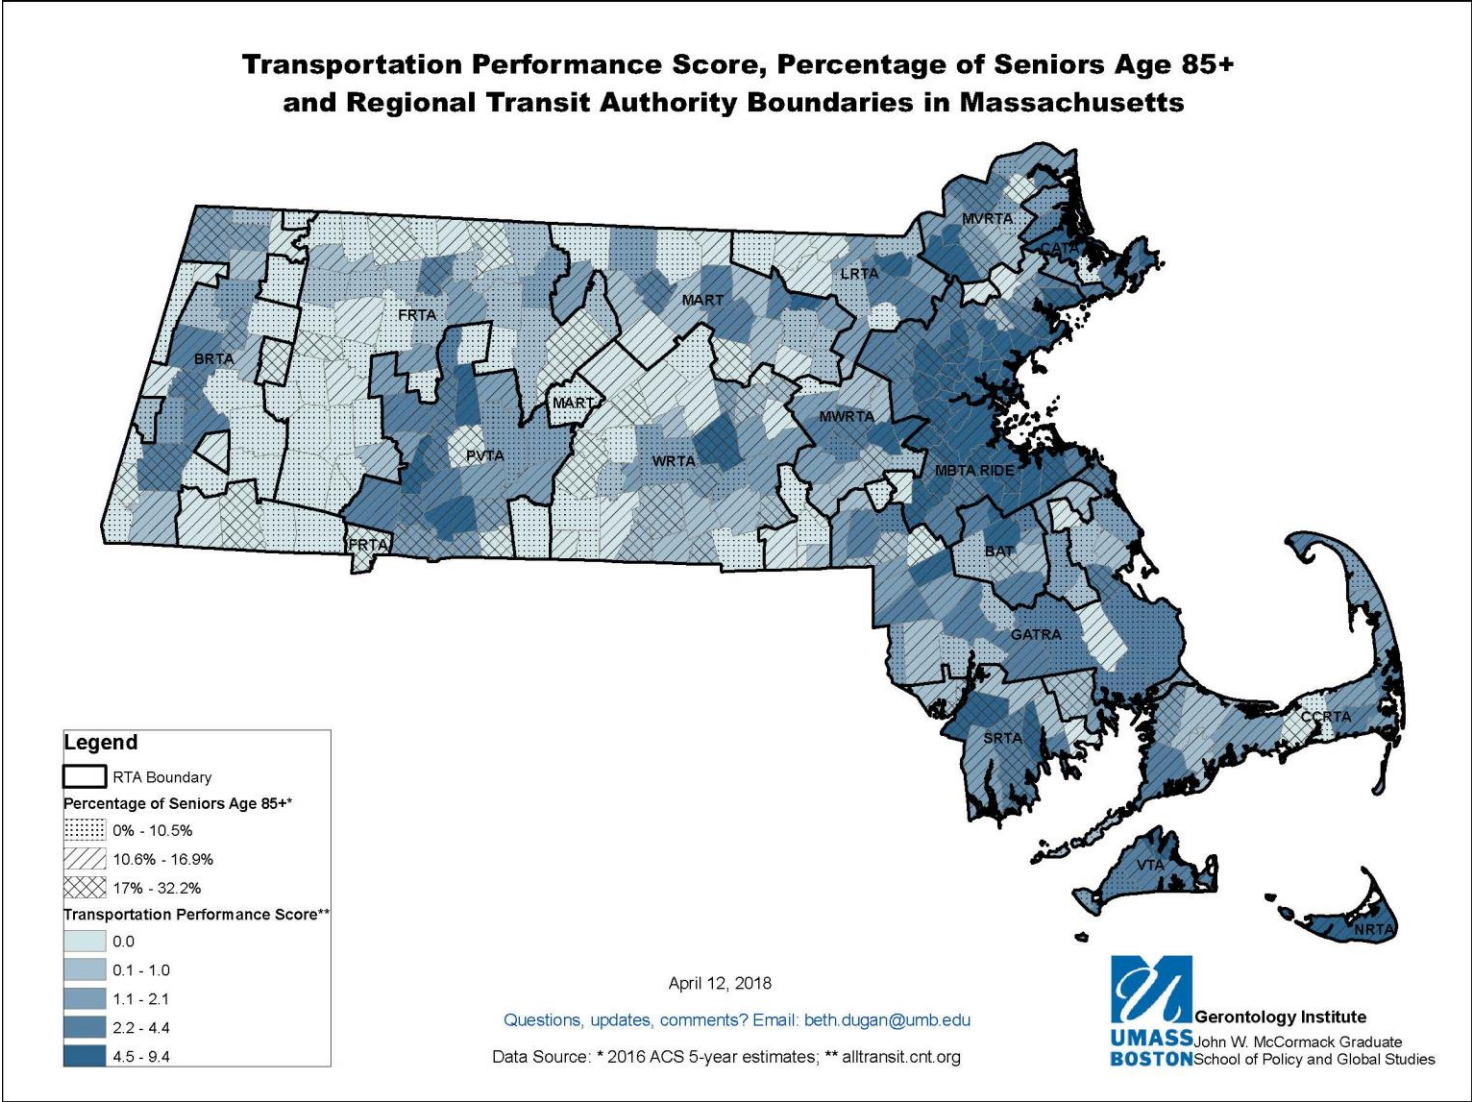 Transportation Performance Score, Percentage of Seniors Age 85+
and Regional Transit Authority Boundaries in Massachusetts
MVRTA
CATA
LRTA
MART
FRTA
BRTA
MART
MWRTA
PVTA
WRTA
MBTA RIDE
FRTA
BAT
GATRA
CCRTA
SRTA
VTA
NRTA
Legend
RTA Boundary
Percentage of Seniors Age 85+*
0% - 10.5%
10.6% - 16.9%
17% - 32.2%
Transportation Performance Score**
0.0
0.1 - 1.0
1.1 - 2.1
2.2 - 4.4
4.5 - 9.4
April 12, 2018
Questions, updates, comments? Email: beth.dugan@umb.edu
Data Source: * 2016 ACS 5-year estimates; ** alltransit.cnt.org
UMASS
BOSTON
Gerontology Institute
John W. McCormack Graduate
School of Policy and Global Studies